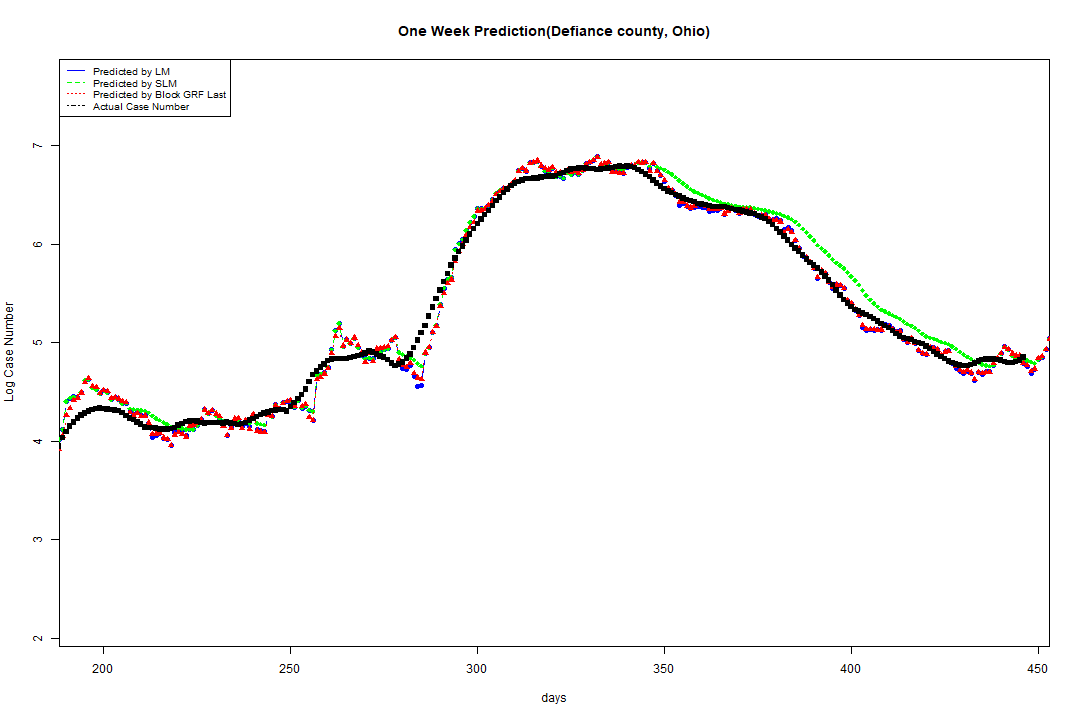 One Week Prediction(Defiance county, Ohio)
Predicted by LM
Predicted by SLM
Predicted by Block GRF Last
Actual Case Number
Log Case Number
7
6
5
4
3
2
200 250 300 350 400 450
days